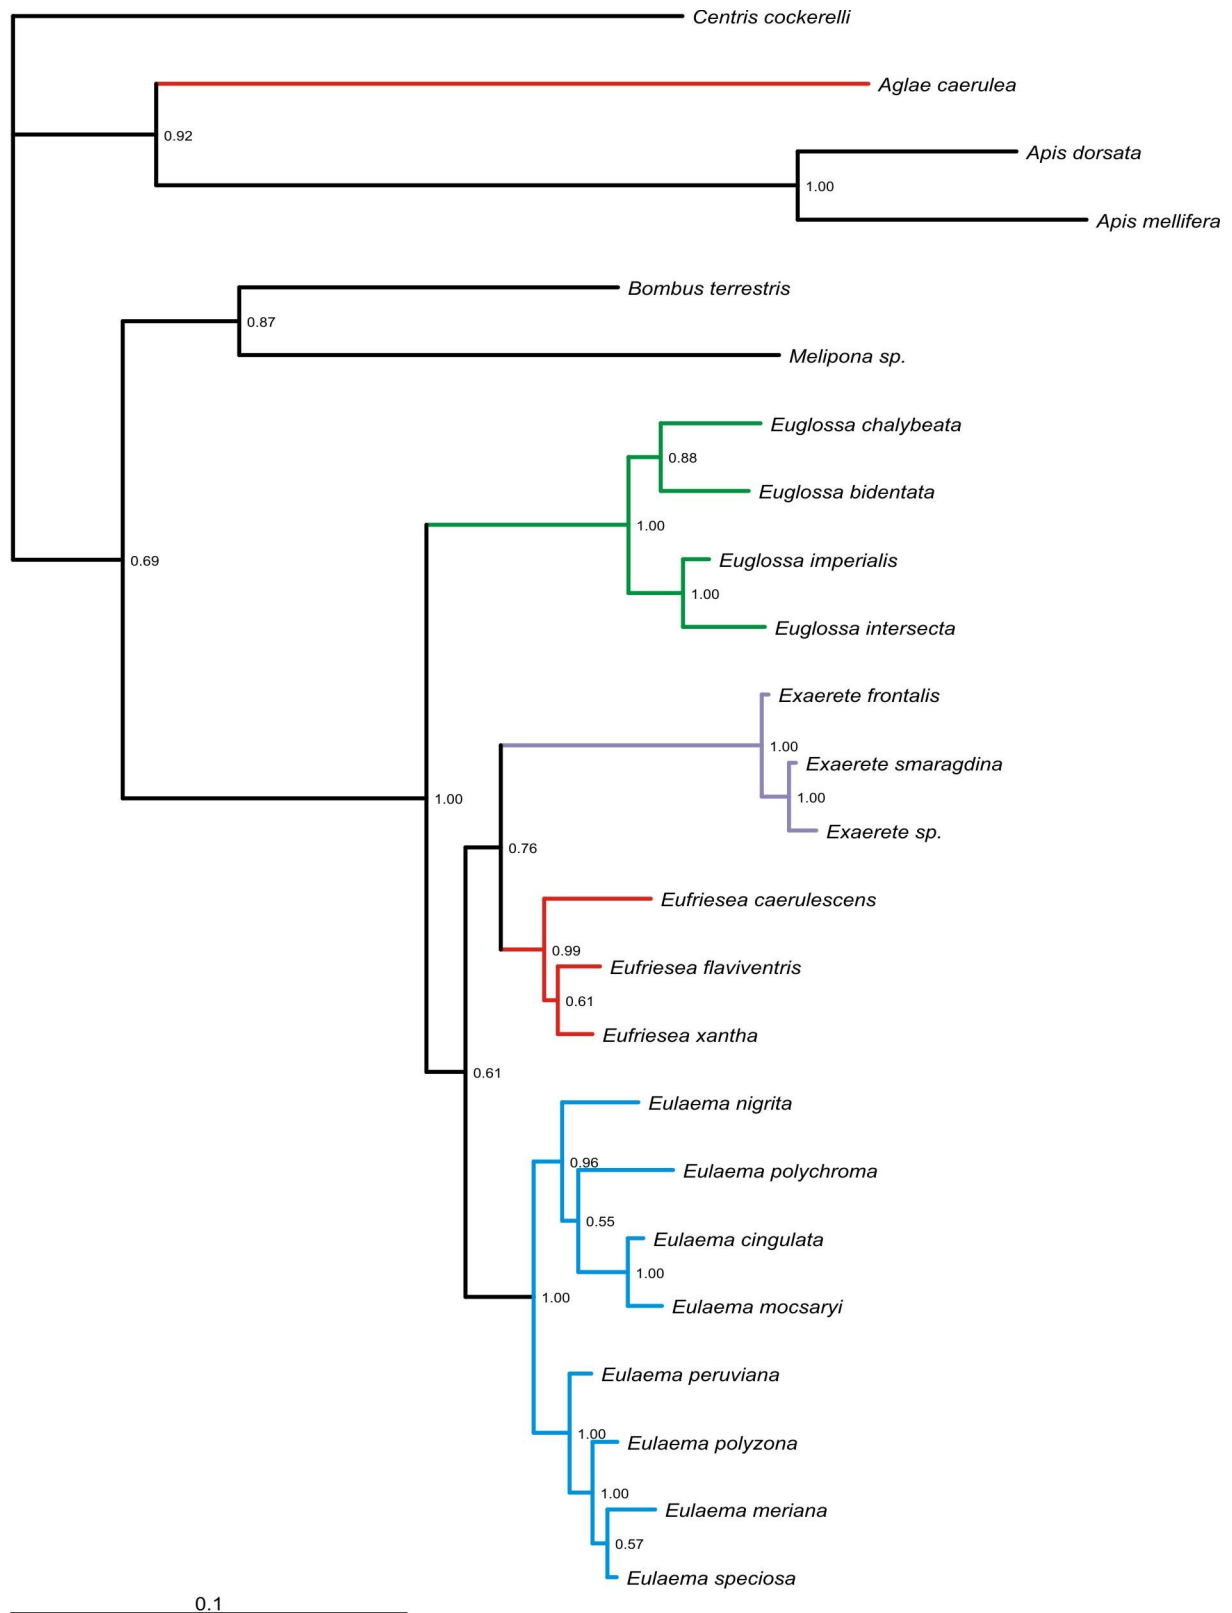 Centris cockerelli
Aglae caerulea
0.92
Apis dorsata
1.00
Apis mellifera
Bombus terrestris
0.87
Melipona sp.
Euglossa chalybeata
0.88
Euglossa bidentata
1.00
Euglossa imperialis
0.69
1.00
Euglossa intersecta
Exaerete frontalis
1.00
Exaerete smaragdina
1.00
1.00
Exaerete sp.
0.76
Eufriesea caerulescens
0.99
Eufriesea flaviventris
0.61
Eufriesea xantha
0.61
Eulaema nigrita
0.96
Eulaema polychroma
0.55
Eulaema cingulata
1.00
1.00
Eulaema mocsaryi
Eulaema peruviana
1.00
Eulaema polyzona
1.00
Eulaema meriana
0.57
Eulaema speciosa
0.1